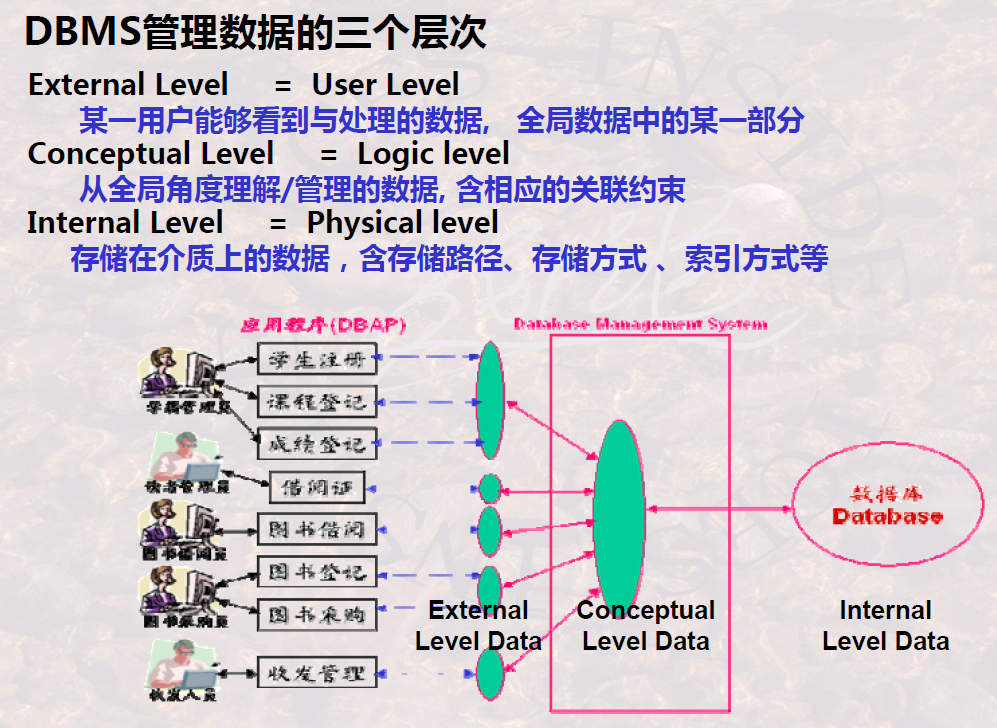 DBMS管理数据的三个层次
External Level = User Level
某一用户能够看到与处理的数据, 全局数据中的某一部分
Conceptual Level = Logic level
从全局角度理解/管理的数据, 含相应的关联约束
Internal Level = Physical level
存储在介质上的数据，含存储路径、存储方式 、索引方式等
应用程序(DBAP)
Database Management System
学生注册
课程登记
学籍管理员
成绩登记
借阅证
读者管理员
图书借阅
图书借阅员
图书登记
图书采购
图书采购员
收发管理
收发人员
数据库
Database
External
Level Data
Conceptual
Level Data
Internal
Level Data